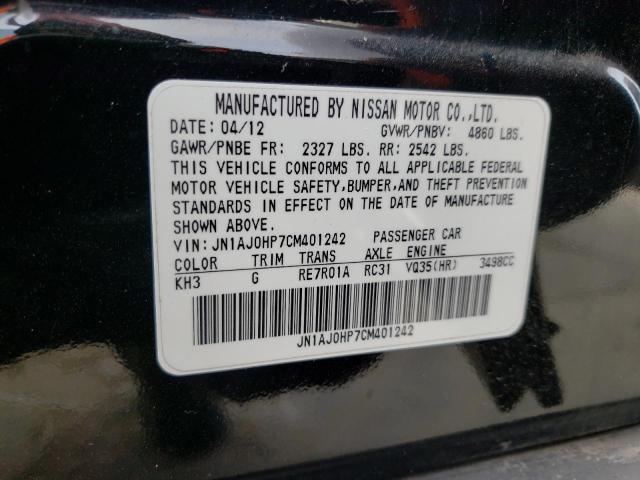 MANUFACTURED BY NISSAN MOTOR CO.,LTD.
DATE: 04/12 GVWR/PNBV: 4860 LBS.
GAWR/PNBE FR: 2327 LBS. RR: 2542 LBS.
THIS VEHICLE CONFORMS TO ALL APPLICABLE FEDERAL
MOTOR VEHICLE SAFETY,BUMPER,AND THEFT PREVENTION
STANDARDS IN EFFECT ON THE DATE OF MANUFACTURE
SHOWN ABOVE.
VIN: JN1AJ0HP7CM401242 PASSENGER CAR
COLOR TRIM TRANS AXLE ENGINE
KH3 G RE7R01A RC31 VQ35(HR) 3498CC
JN1AJ0HP7CM401242